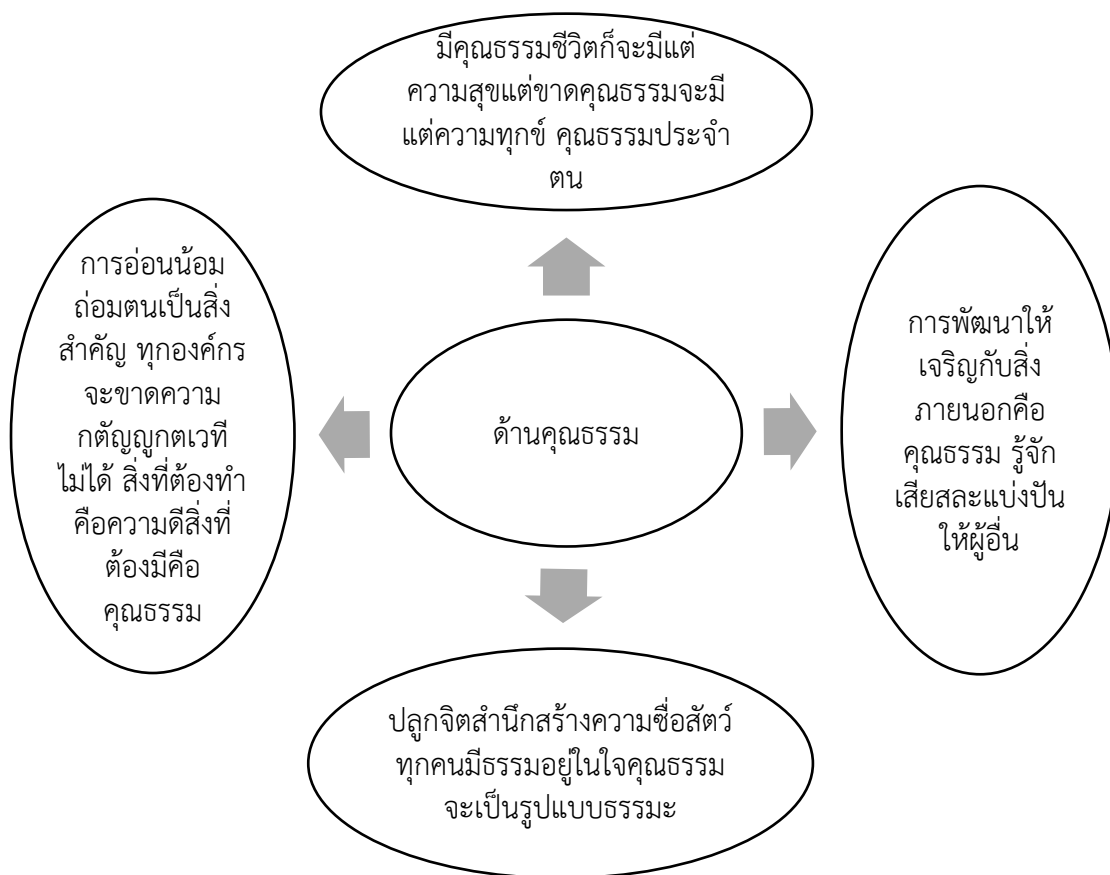 มีคุณธรรมชีวิตก็จะมีแต่
ความสุขแต่ขาดคุณธรรมจะมี
แต่ความทุกข์ คุณธรรมประจำ
ตน
การอ่อนน้อม
ถ่อมตนเป็นสิ่ง
สำคัญ ทุกองค์กร
จะขาดความ
กตัญญูกตเวที
ไม่ได้ สิ่งที่ต้องทำ
คือความดีสิ่งที่
ต้องมีคือ
คุณธรรม
ด้านคุณธรรม
การพัฒนาให้
เจริญกับสิ่ง
ภายนอกคือ
คุณธรรม รู้จัก
เสียสละแบ่งปัน
ให้ผู้อื่น
ปลูกจิตสำนึกสร้างความซื่อสัตว์
ทุกคนมีธรรมอยู่ในใจคุณธรรม
จะเป็นรูปแบบธรรมะ